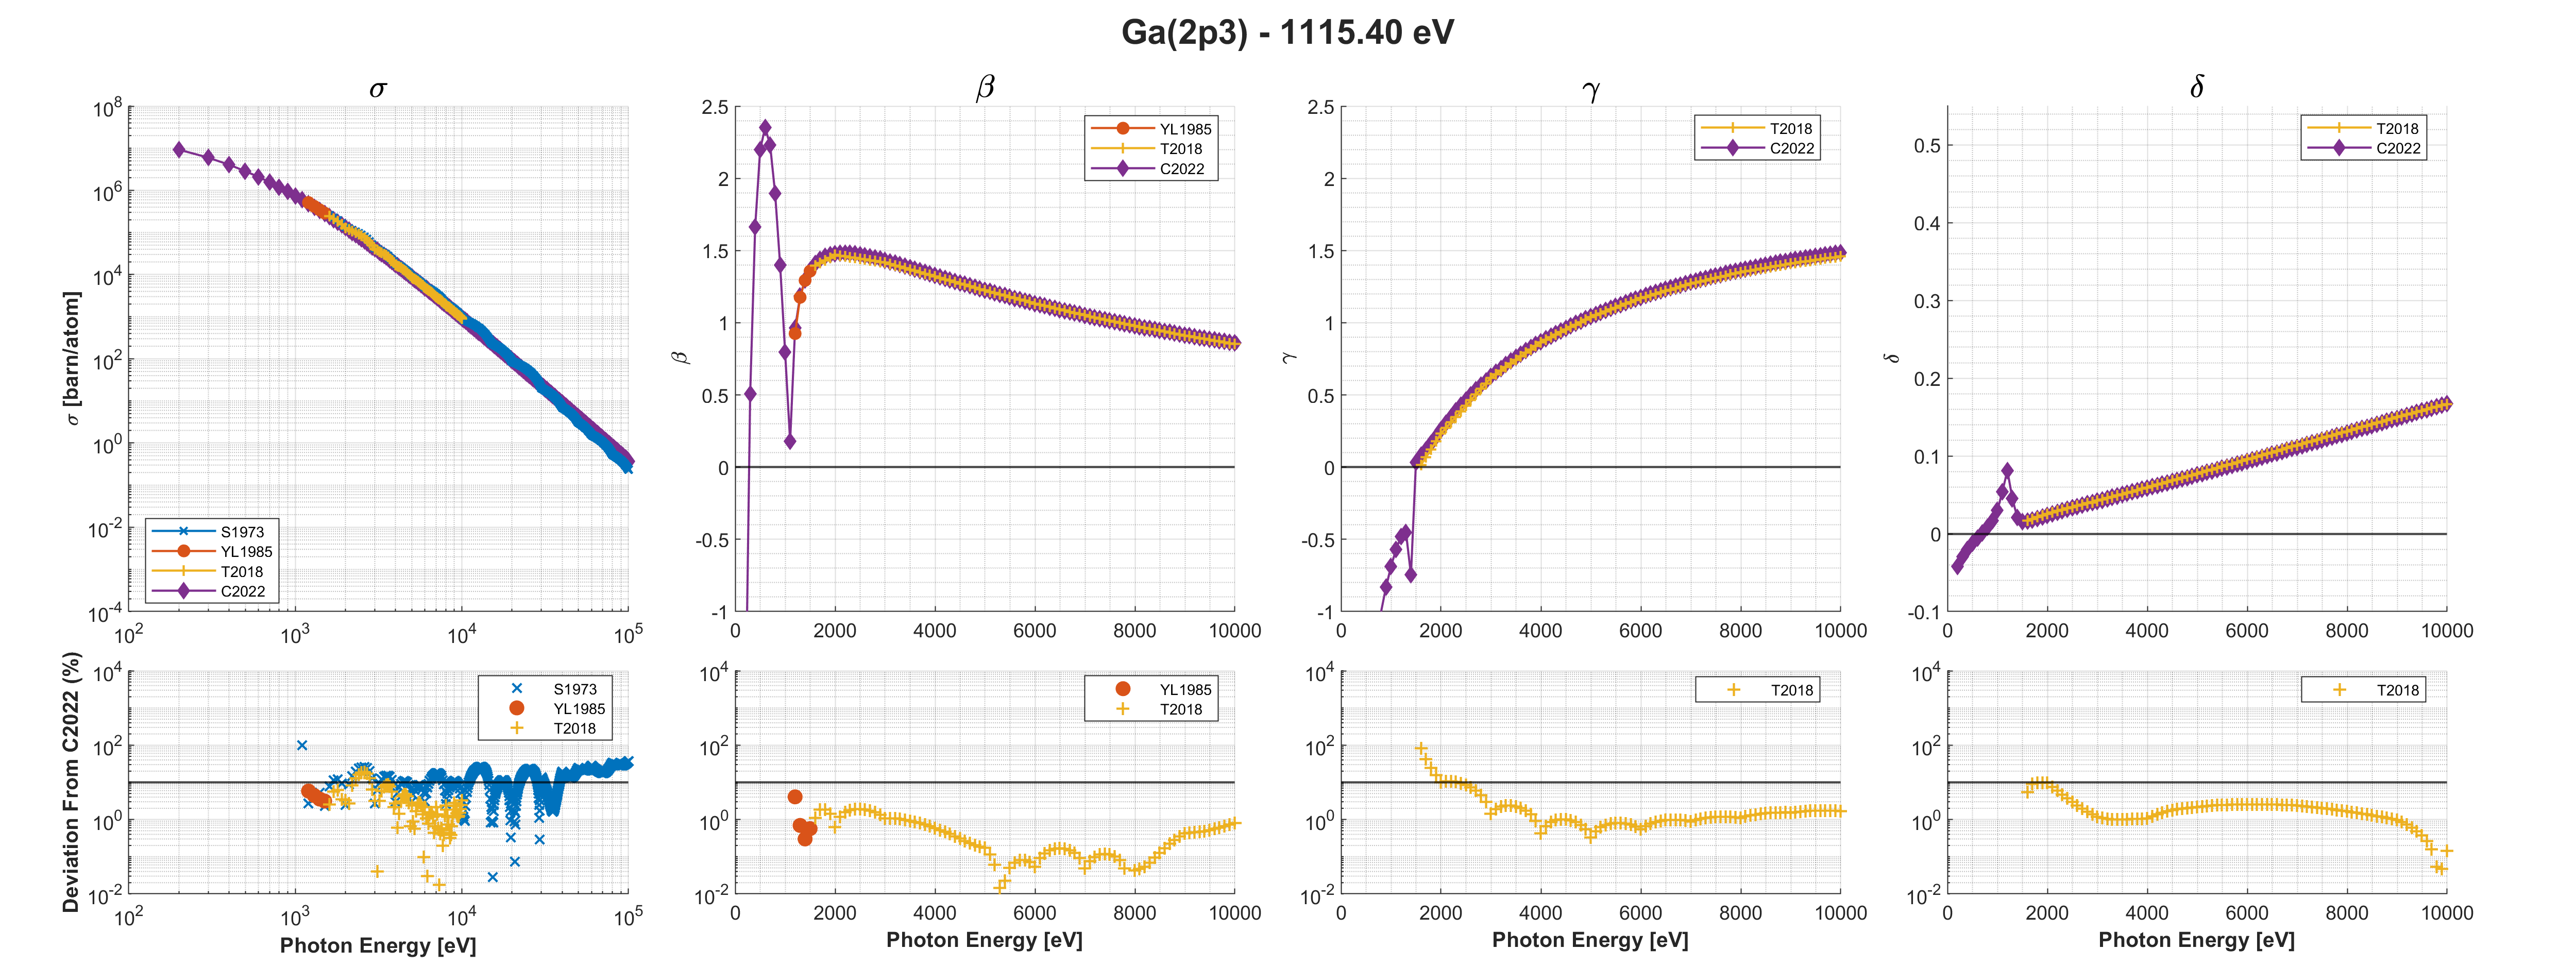 Ga(2p3) - 1115.40 eV
σ
σ [barn/atom]
10^8
10^6
10^4
10^2
10^0
10^-2
10^-4
10^2
10^3
10^4
10^5
S1973
YL1985
T2018
C2022
β
β
2.5
2
1.5
1
0.5
0
-0.5
-1
0
2000
4000
6000
8000
10000
YL1985
T2018
C2022
γ
γ
2.5
2
1.5
1
0.5
0
-0.5
-1
0
2000
4000
6000
8000
10000
T2018
C2022
δ
δ
0.5
0.4
0.3
0.2
0.1
0
-0.1
0
2000
4000
6000
8000
10000
T2018
C2022
Deviation From C2022 (%)
10^4
10^2
10^0
10^-2
10^2
10^3
10^4
10^5
S1973
YL1985
T2018
Photon Energy [eV]
10^4
10^2
10^0
10^-2
0
2000
4000
6000
8000
10000
YL1985
T2018
Photon Energy [eV]
10^4
10^2
10^0
10^-2
0
2000
4000
6000
8000
10000
T2018
Photon Energy [eV]
10^4
10^2
10^0
10^-2
0
2000
4000
6000
8000
10000
T2018
Photon Energy [eV]